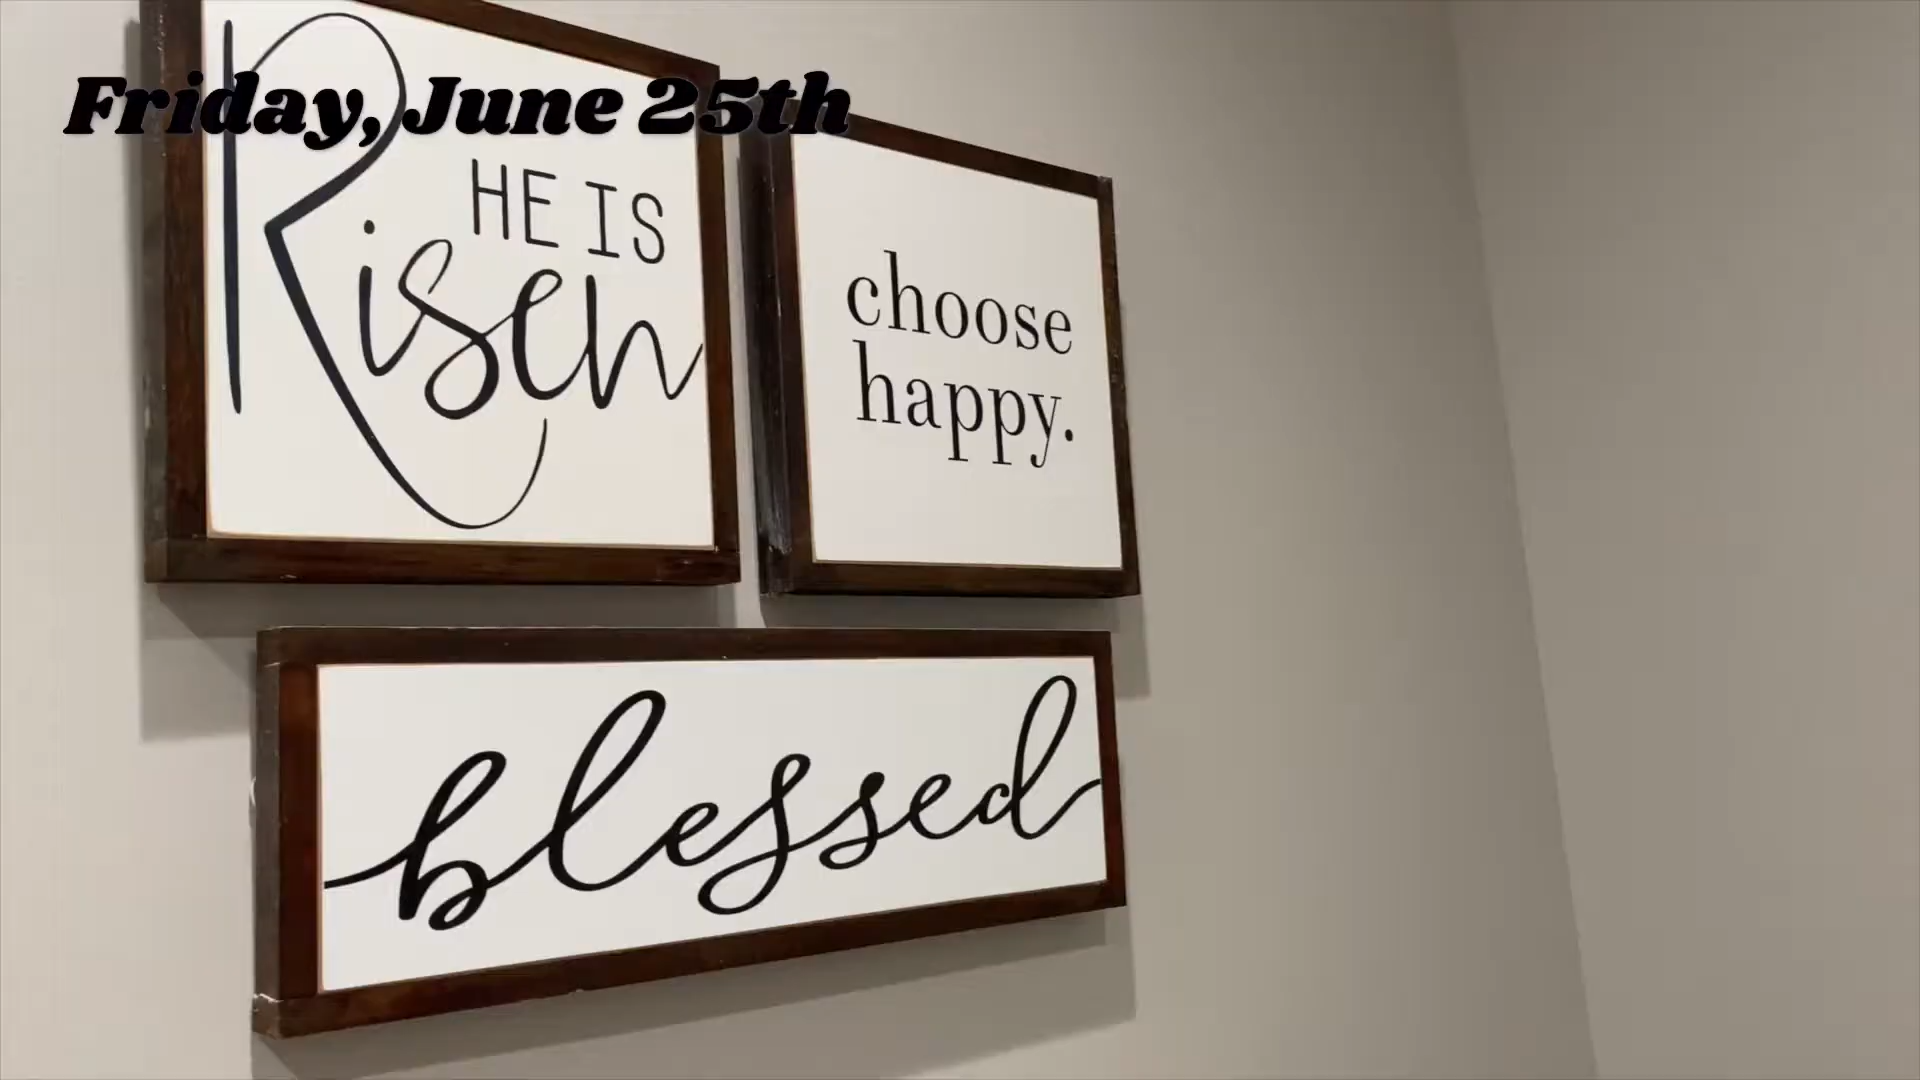 Friday, June 25th
HE IS
Risen
choose
happy.
blessed